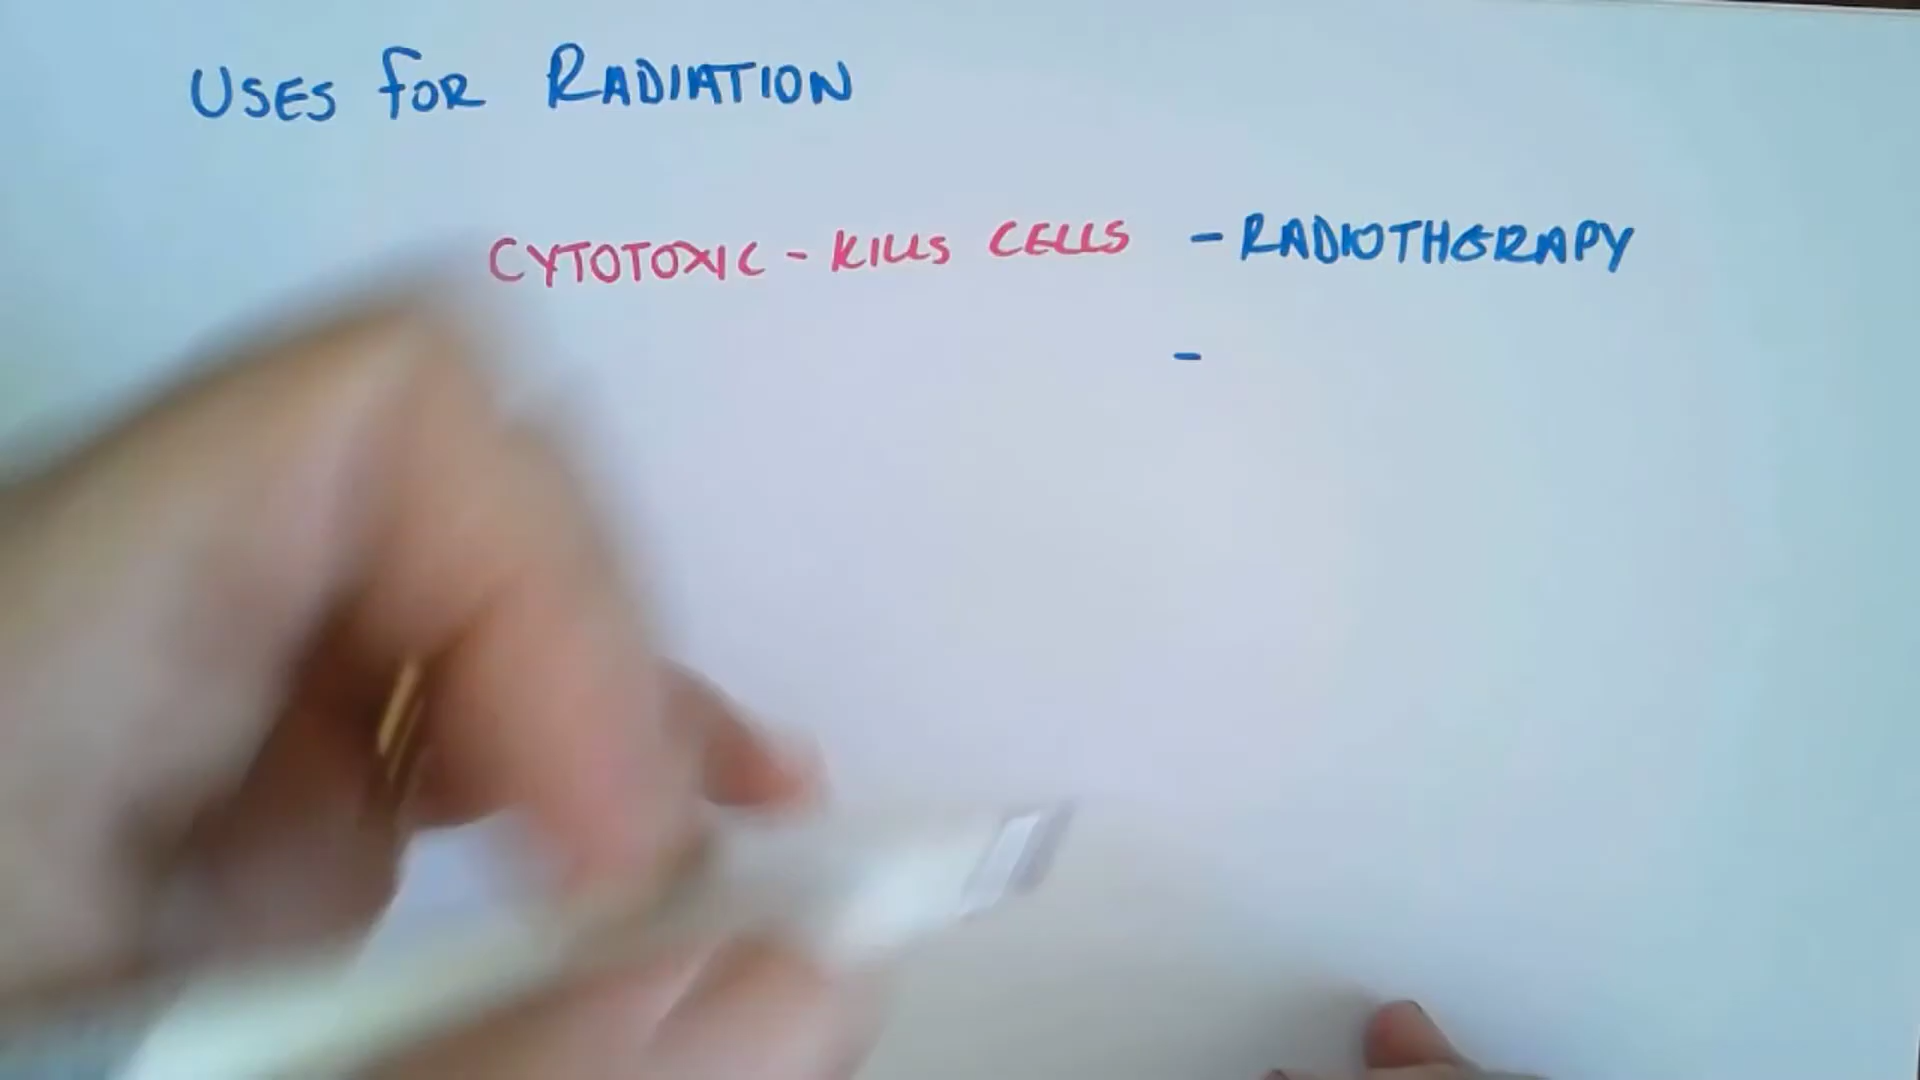 USES FOR RADIATION
CYTOTOXIC - KILLS CELLS - RADIOTHERAPY
-